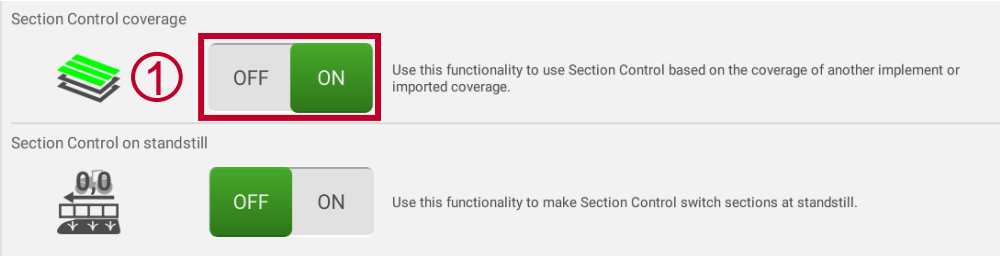 Section Control coverage
1
OFF ON
Use this functionality to use Section Control based on the coverage of another implement or
imported coverage.
Section Control on standstill
0,0
OFF ON
Use this functionality to make Section Control switch sections at standstill.